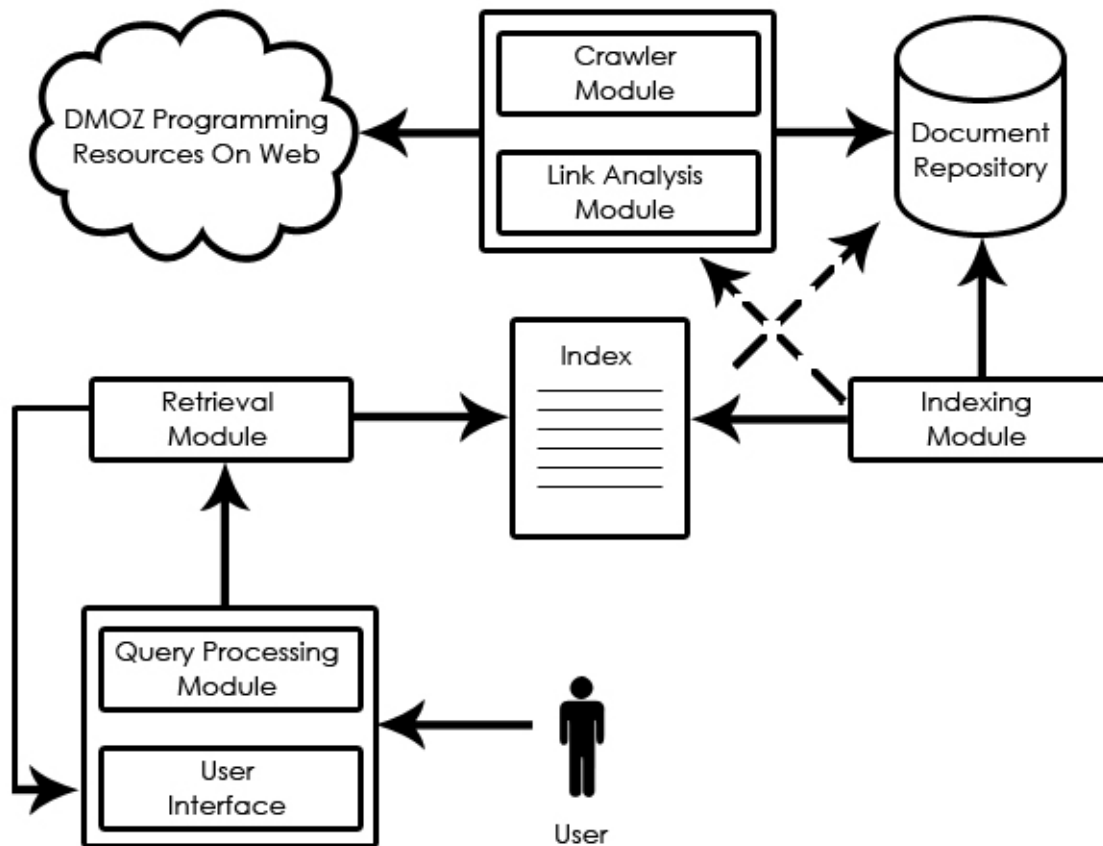 DMOZ Programming
Resources On Web
Crawler
Module
Link Analysis
Module
Document
Repository
Retrieval
Module
Index
Indexing
Module
Query Processing
Module
User
Interface
User